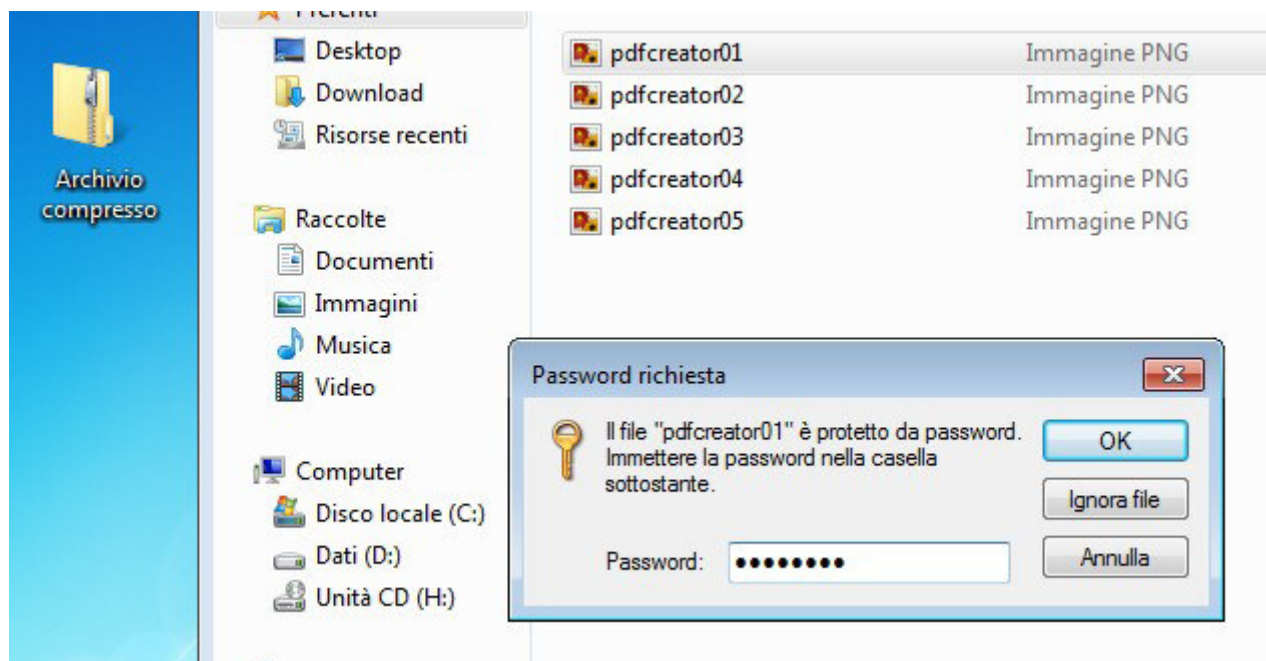 Archivio
compresso
Preferiti
Desktop
Download
Risorse recenti
Raccolte
Documenti
Immagini
Musica
Video
Computer
Disco locale (C:)
Dati (D:)
Unità CD (H:)
pdfcreator01 Immagine PNG
pdfcreator02 Immagine PNG
pdfcreator03 Immagine PNG
pdfcreator04 Immagine PNG
pdfcreator05 Immagine PNG
Password richiesta
Il file "pdfcreator01" è protetto da password.
Immettere la password nella casella
sottostante.
Password: ●●●●●●●●
OK
Ignora file
Annulla